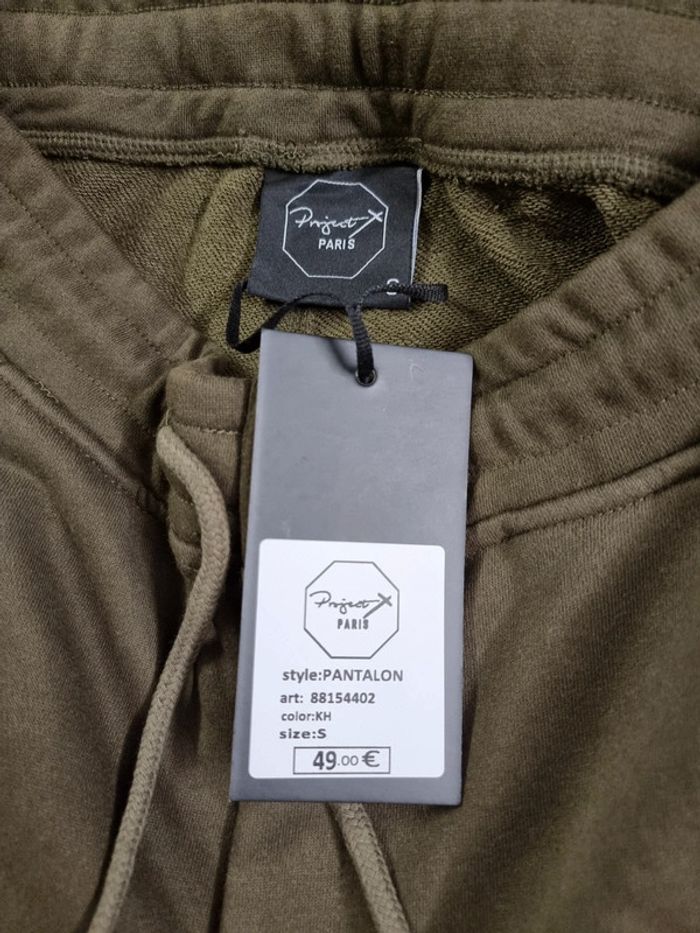 Project X
PARIS
S
Project X
PARIS
style:PANTALON
art: 88154402
color:KH
size:S
49.00 €